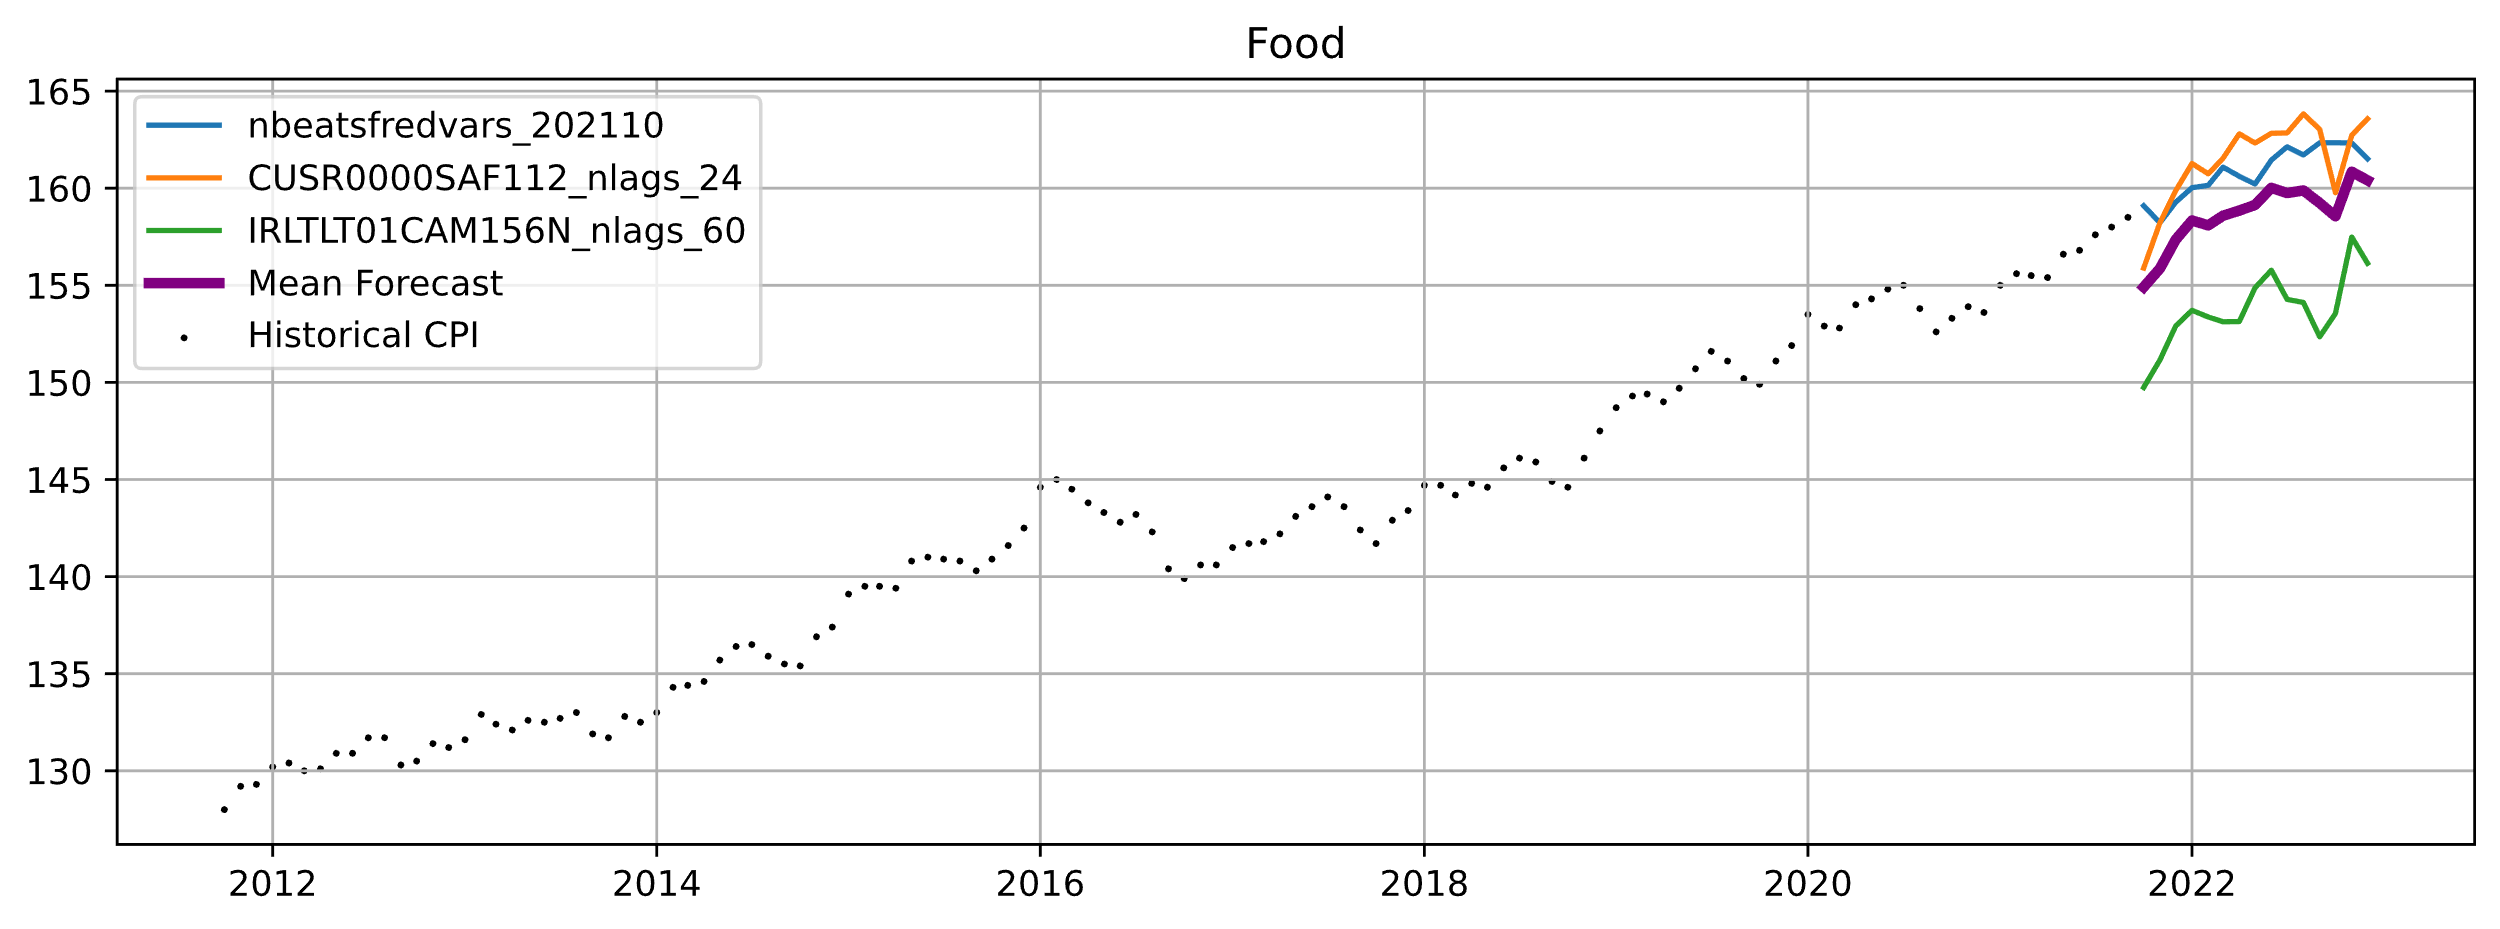 Food
165
160
155
150
145
140
135
130
nbeatsfredvars_202110
CUSR0000SAF112_nlags_24
IRLTLT01CAM156N_nlags_60
Mean Forecast
Historical CPI
2012 2014 2016 2018 2020 2022